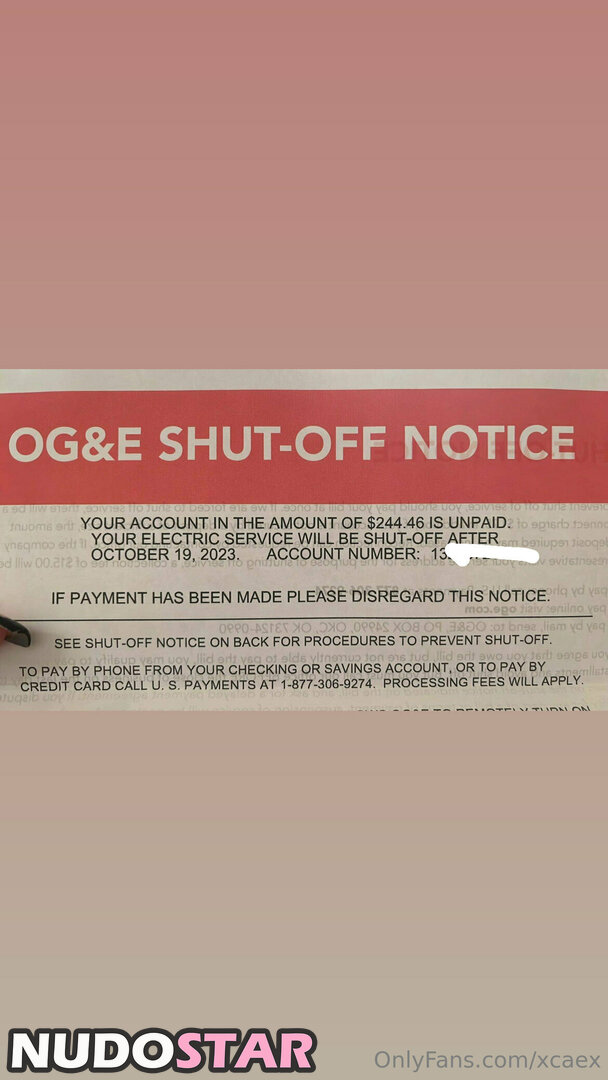 OG&E SHUT-OFF NOTICE
YOUR ACCOUNT IN THE AMOUNT OF $244.46 IS UNPAID.
YOUR ELECTRIC SERVICE WILL BE SHUT-OFF AFTER
OCTOBER 19, 2023. ACCOUNT NUMBER:
IF PAYMENT HAS BEEN MADE PLEASE DISREGARD THIS NOTICE.
SEE SHUT-OFF NOTICE ON BACK FOR PROCEDURES TO PREVENT SHUT-OFF.
TO PAY BY PHONE FROM YOUR CHECKING OR SAVINGS ACCOUNT, OR TO PAY BY
CREDIT CARD CALL U. S. PAYMENTS AT 1-877-306-9274. PROCESSING FEES WILL APPLY.
NUDOSTAR
OnlyFans.com/xcaex